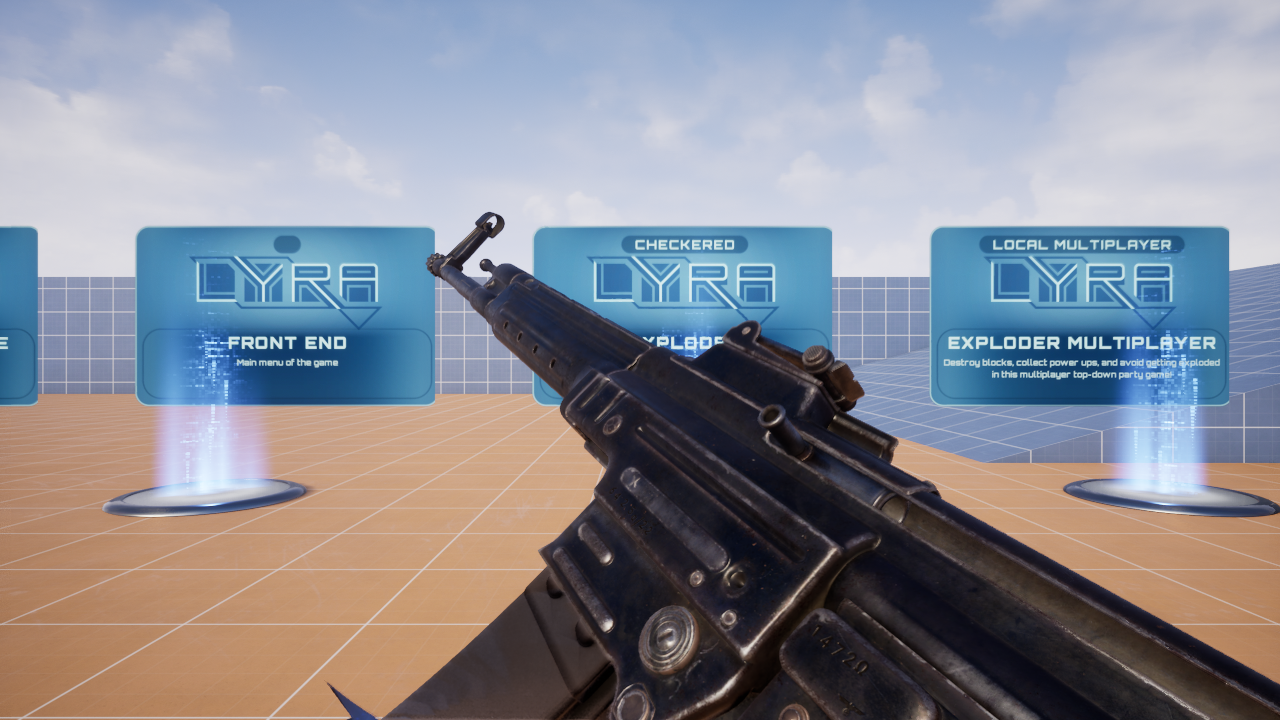 LYRA
FRONT END
Main menu of the game
CHECKERED
LYRA
LOCAL MULTIPLAYER
LYRA
EXPLODER MULTIPLAYER
Destroy blocks, collect power ups, and avoid getting exploded
in this multiplayer top-down party game